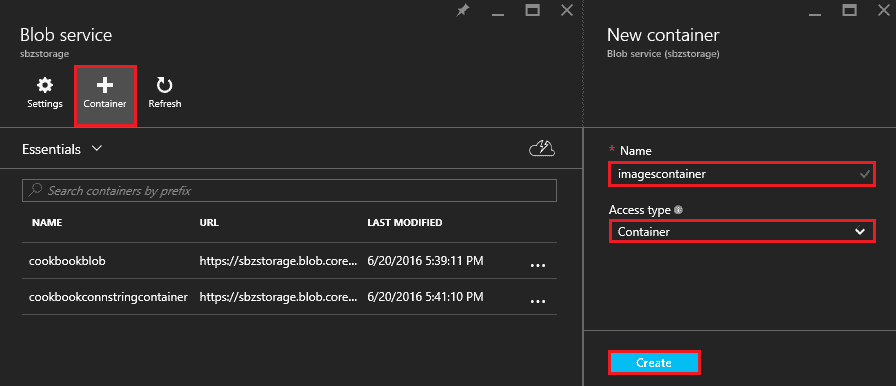 Blob service
sbzstorage
Settings
Container
Refresh
Essentials
Search containers by prefix
NAME URL LAST MODIFIED
cookbookblob https://sbzstorage.blob.core... 6/20/2016 5:39:11 PM ...
cookbookconnstringcontainer https://sbzstorage.blob.core... 6/20/2016 5:41:10 PM ...
New container
Blob service (sbzstorage)
* Name
imagescontainer
Access type
Container
Create